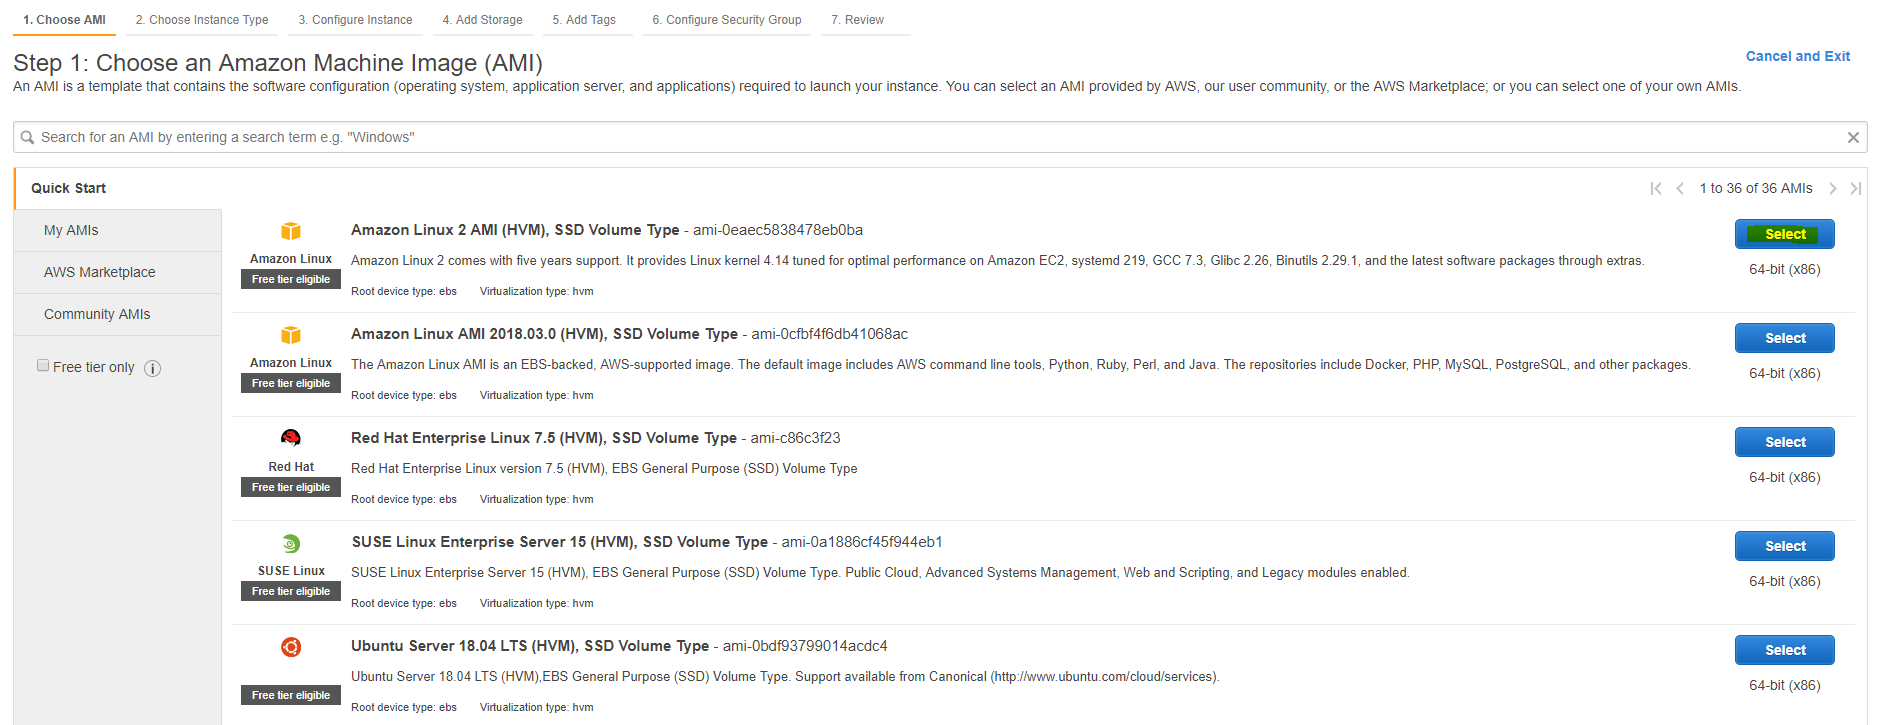 1. Choose AMI 2. Choose Instance Type 3. Configure Instance 4. Add Storage 5. Add Tags 6. Configure Security Group 7. Review
Step 1: Choose an Amazon Machine Image (AMI)
Cancel and Exit
An AMI is a template that contains the software configuration (operating system, application server, and applications) required to launch your instance. You can select an AMI provided by AWS, our user community, or the AWS Marketplace; or you can select one of your own AMIs.
Search for an AMI by entering a search term e.g. "Windows"
Quick Start
1 to 36 of 36 AMIs
My AMIs
AWS Marketplace
Community AMIs
Free tier only
Amazon Linux
Free tier eligible
Amazon Linux 2 AMI (HVM), SSD Volume Type - ami-0eaec5838478eb0ba
Amazon Linux 2 comes with five years support. It provides Linux kernel 4.14 tuned for optimal performance on Amazon EC2, systemd 219, GCC 7.3, Glibc 2.26, Binutils 2.29.1, and the latest software packages through extras.
Root device type: ebs Virtualization type: hvm
Select
64-bit (x86)
Amazon Linux
Free tier eligible
Amazon Linux AMI 2018.03.0 (HVM), SSD Volume Type - ami-0cfbf4f6db41068ac
The Amazon Linux AMI is an EBS-backed, AWS-supported image. The default image includes AWS command line tools, Python, Ruby, Perl, and Java. The repositories include Docker, PHP, MySQL, PostgreSQL, and other packages.
Root device type: ebs Virtualization type: hvm
Select
64-bit (x86)
Red Hat
Free tier eligible
Red Hat Enterprise Linux 7.5 (HVM), SSD Volume Type - ami-c86c3f23
Red Hat Enterprise Linux version 7.5 (HVM), EBS General Purpose (SSD) Volume Type
Root device type: ebs Virtualization type: hvm
Select
64-bit (x86)
SUSE Linux
Free tier eligible
SUSE Linux Enterprise Server 15 (HVM), SSD Volume Type - ami-0a1886cf45f944eb1
SUSE Linux Enterprise Server 15 (HVM), EBS General Purpose (SSD) Volume Type. Public Cloud, Advanced Systems Management, Web and Scripting, and Legacy modules enabled.
Root device type: ebs Virtualization type: hvm
Select
64-bit (x86)
Free tier eligible
Ubuntu Server 18.04 LTS (HVM), SSD Volume Type - ami-0bdf93799014acdc4
Ubuntu Server 18.04 LTS (HVM),EBS General Purpose (SSD) Volume Type. Support available from Canonical (http://www.ubuntu.com/cloud/services).
Root device type: ebs Virtualization type: hvm
Select
64-bit (x86)